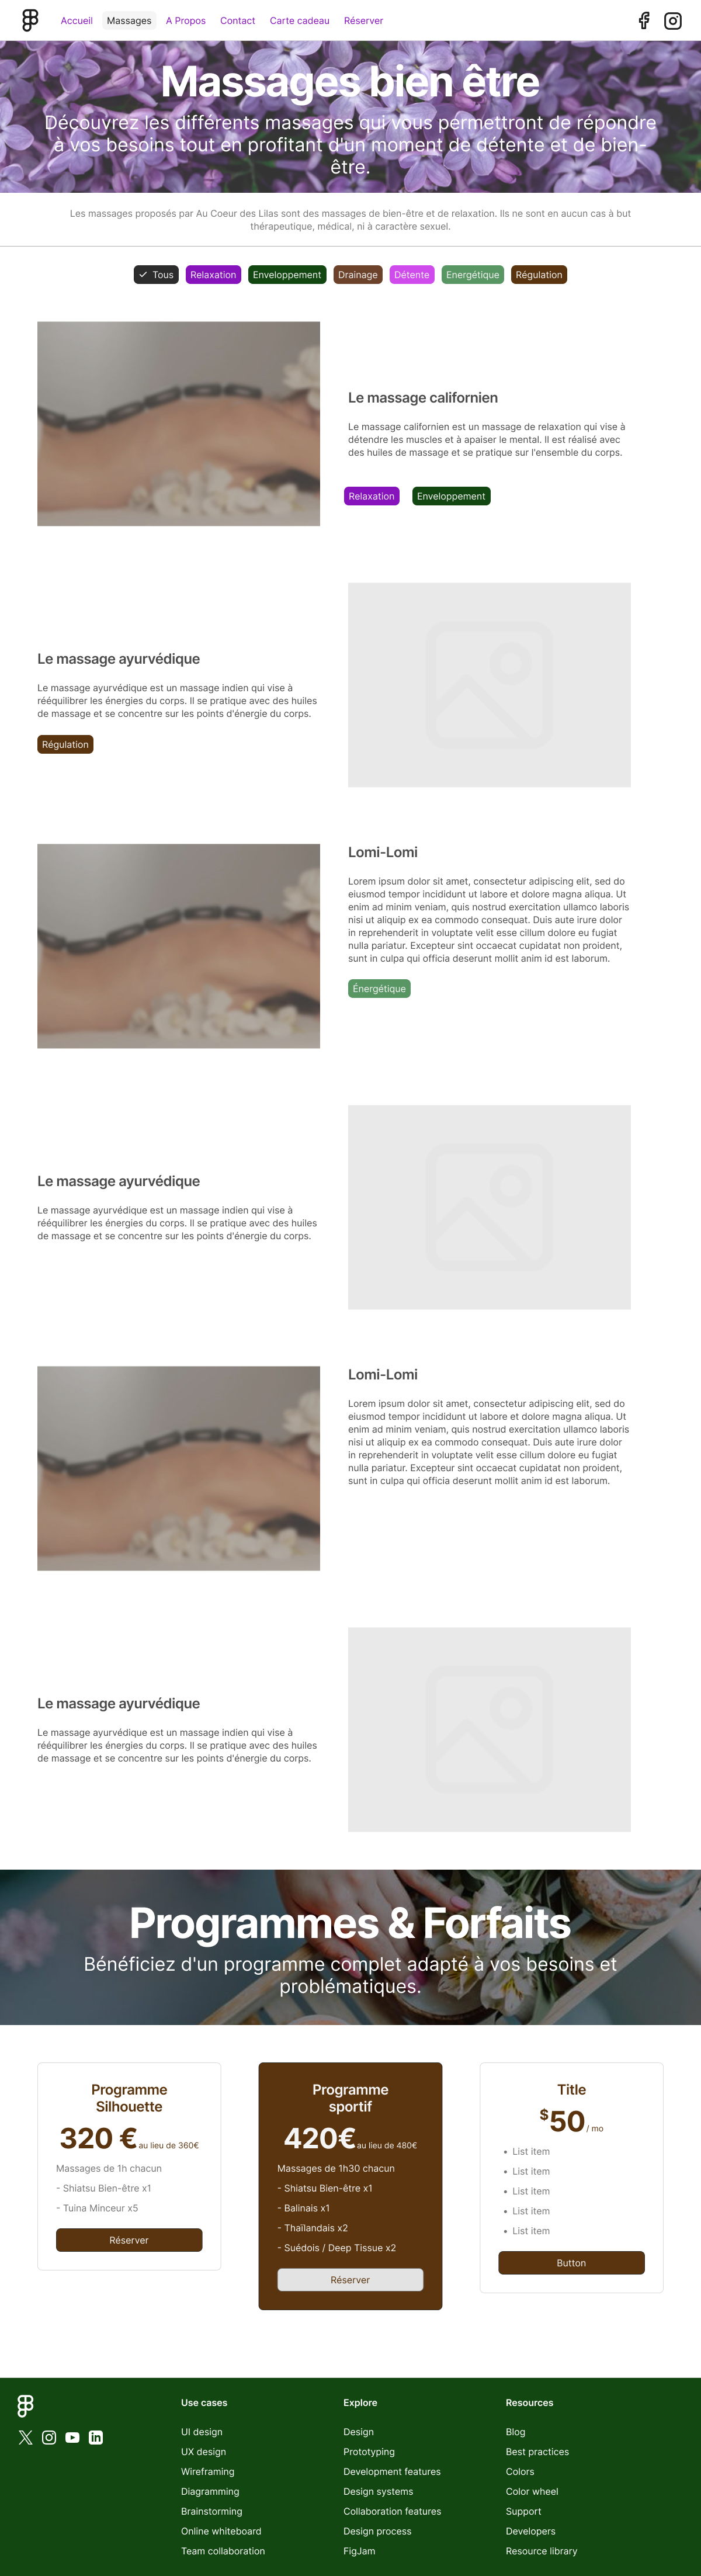 Accueil Massages A Propos Contact Carte cadeau Réserver
Massages bien être
Découvrez les différents massages qui vous permettront de répondre
à vos besoins tout en profitant d'un moment de détente et de bien-
être.
Les massages proposés par Au Coeur des Lilas sont des massages de bien-être et de relaxation. Ils ne sont en aucun cas à but
thérapeutique, médical, ni à caractère sexuel.
Tous Relaxation Enveloppement Drainage Détente Energétique Régulation
Le massage californien
Le massage californien est un massage de relaxation qui vise à
détendre les muscles et à apaiser le mental. Il est réalisé avec
des huiles de massage et se pratique sur l'ensemble du corps.
Relaxation Enveloppement
Le massage ayurvédique
Le massage ayurvédique est un massage indien qui vise à
rééquilibrer les énergies du corps. Il se pratique avec des huiles
de massage et se concentre sur les points d'énergie du corps.
Régulation
Lomi-Lomi
Lorem ipsum dolor sit amet, consectetur adipiscing elit, sed do
eiusmod tempor incididunt ut labore et dolore magna aliqua. Ut
enim ad minim veniam, quis nostrud exercitation ullamco laboris
nisi ut aliquip ex ea commodo consequat. Duis aute irure dolor
in reprehenderit in voluptate velit esse cillum dolore eu fugiat
nulla pariatur. Excepteur sint occaecat cupidatat non proident,
sunt in culpa qui officia deserunt mollit anim id est laborum.
Énergétique
Le massage ayurvédique
Le massage ayurvédique est un massage indien qui vise à
rééquilibrer les énergies du corps. Il se pratique avec des huiles
de massage et se concentre sur les points d'énergie du corps.
Lomi-Lomi
Lorem ipsum dolor sit amet, consectetur adipiscing elit, sed do
eiusmod tempor incididunt ut labore et dolore magna aliqua. Ut
enim ad minim veniam, quis nostrud exercitation ullamco laboris
nisi ut aliquip ex ea commodo consequat. Duis aute irure dolor
in reprehenderit in voluptate velit esse cillum dolore eu fugiat
nulla pariatur. Excepteur sint occaecat cupidatat non proident,
sunt in culpa qui officia deserunt mollit anim id est laborum.
Le massage ayurvédique
Le massage ayurvédique est un massage indien qui vise à
rééquilibrer les énergies du corps. Il se pratique avec des huiles
de massage et se concentre sur les points d'énergie du corps.
Programmes & Forfaits
Bénéficiez d'un programme complet adapté à vos besoins et
problématiques.
Programme
Silhouette
320 € au lieu de 360€
Massages de 1h chacun
- Shiatsu Bien-être x1
- Tuina Minceur x5
Réserver
Programme
sportif
420€ au lieu de 480€
Massages de 1h30 chacun
- Shiatsu Bien-être x1
- Balinais x1
- Thaïlandais x2
- Suédois / Deep Tissue x2
Réserver
Title
$50 / mo
• List item
• List item
• List item
• List item
• List item
Button
Use cases
UI design
UX design
Wireframing
Diagramming
Brainstorming
Online whiteboard
Team collaboration
Explore
Design
Prototyping
Development features
Design systems
Collaboration features
Design process
FigJam
Resources
Blog
Best practices
Colors
Color wheel
Support
Developers
Resource library